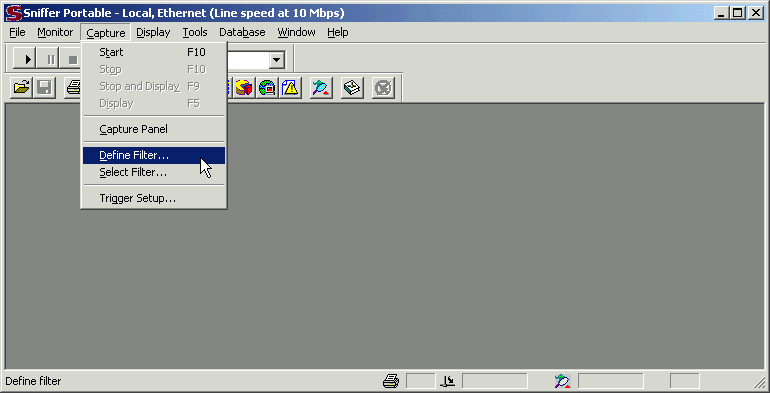 Sniffer Portable - Local, Ethernet (Line speed at 10 Mbps)
File Monitor Capture Display Tools Database Window Help
Start F10
Stop F10
Stop and Display F9
Display F5
Capture Panel
Define Filter...
Select Filter...
Trigger Setup...
Define filter